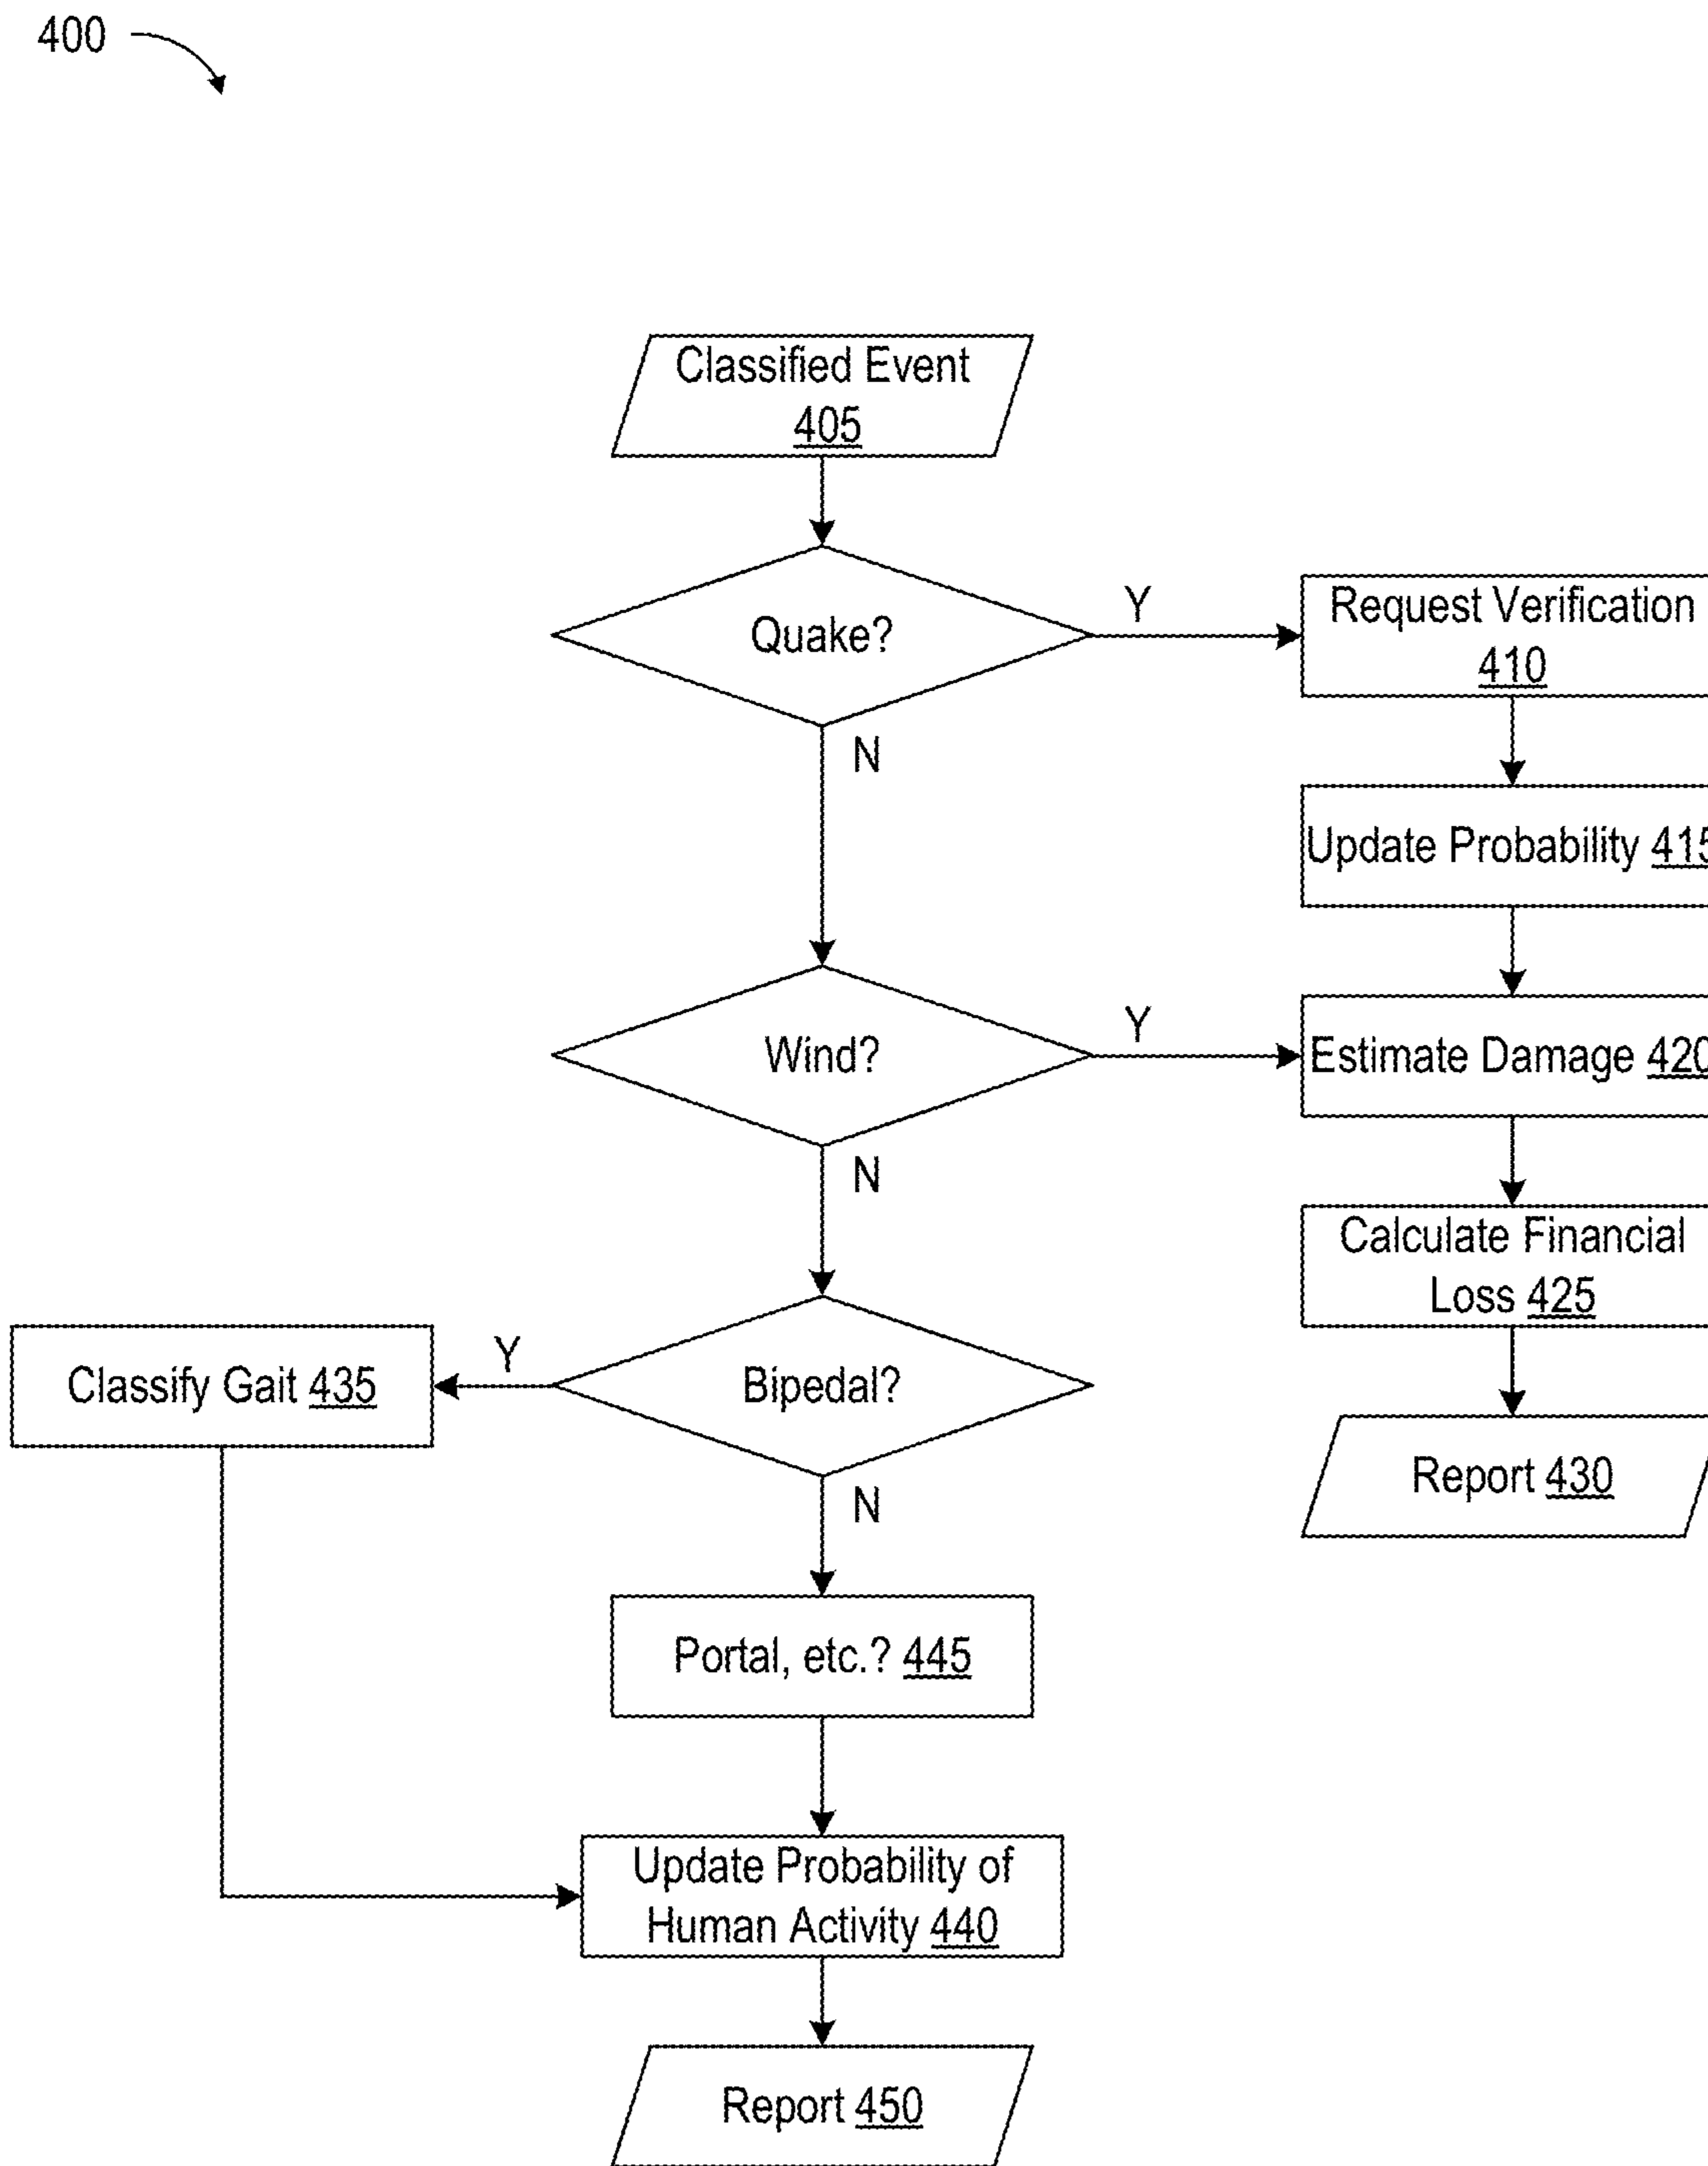 400
Classified Event
405
Quake?
Y
Request Verification
410
N
Update Probability 415
Wind?
Y
Estimate Damage 420
N
Calculate Financial
Loss 425
Classify Gait 435
Y
Bipedal?
Report 430
N
Portal, etc.? 445
Update Probability of
Human Activity 440
Report 450